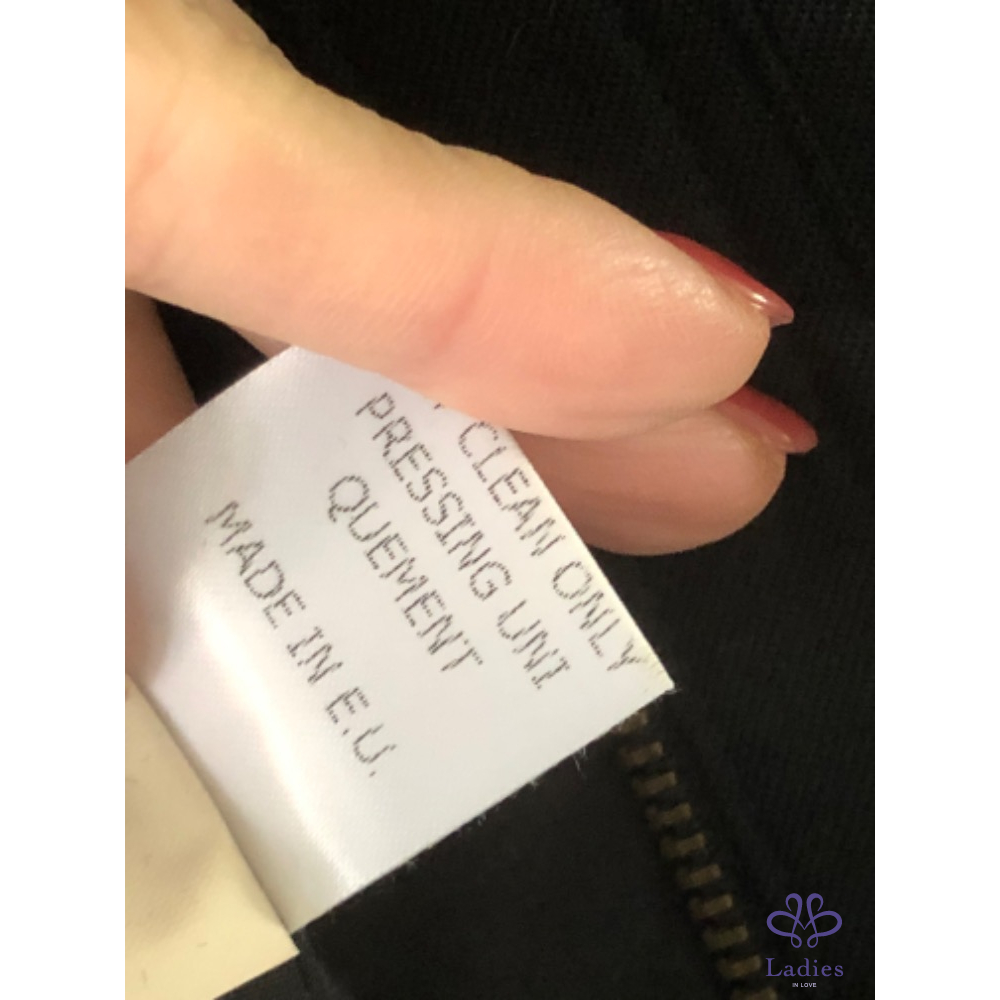 CLEAN ONLY
PRESSING UNI
QUEMENT
MADE IN E.U.
Ladies
IN LOVE